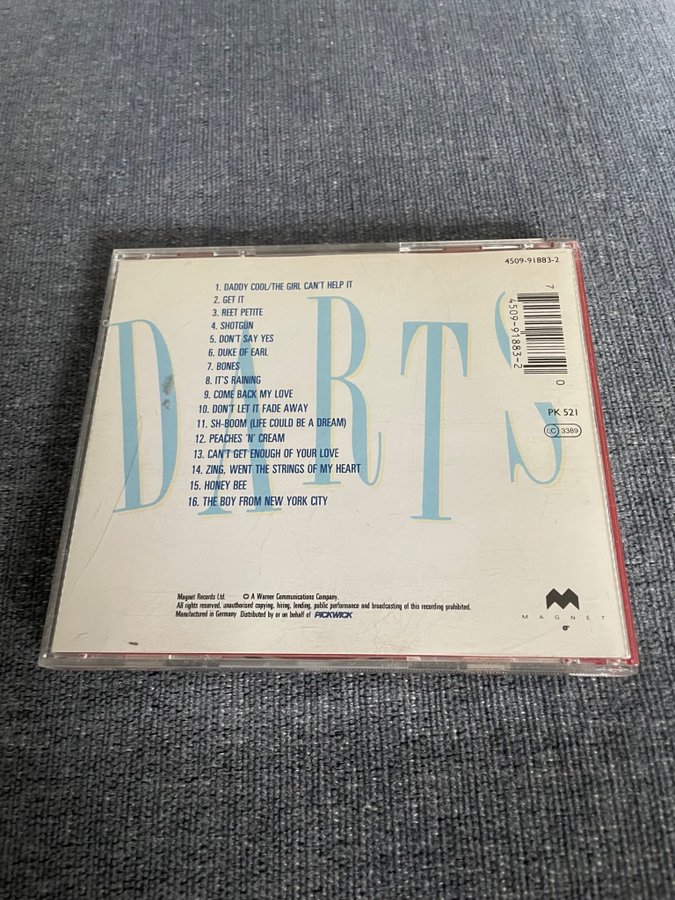 4509-91883-2
1. DADDY COOL/THE GIRL CAN'T HELP IT
2. GET IT
3. REET PETITE
4. SHOTGUN
5. DON'T SAY YES
6. DUKE OF EARL
7. BONES
8. IT'S RAINING
9. COME BACK MY LOVE
10. DON'T LET IT FADE AWAY
11. SH-BOOM (LIFE COULD BE A DREAM)
12. PEACHES 'N' CREAM
13. CAN'T GET ENOUGH OF YOUR LOVE
14. ZING, WENT THE STRINGS OF MY HEART
15. HONEY BEE
16. THE BOY FROM NEW YORK CITY
DARTS
7 4509-91883-2 0
PK 521
LC 3389
Magnet Records Ltd. © A Warner Communications Company.
All rights reserved, unauthorised copying, hiring, lending, public performance and broadcasting of this recording prohibited.
Manufactured in Germany Distributed by or on behalf of PICKWICK
MAGNET